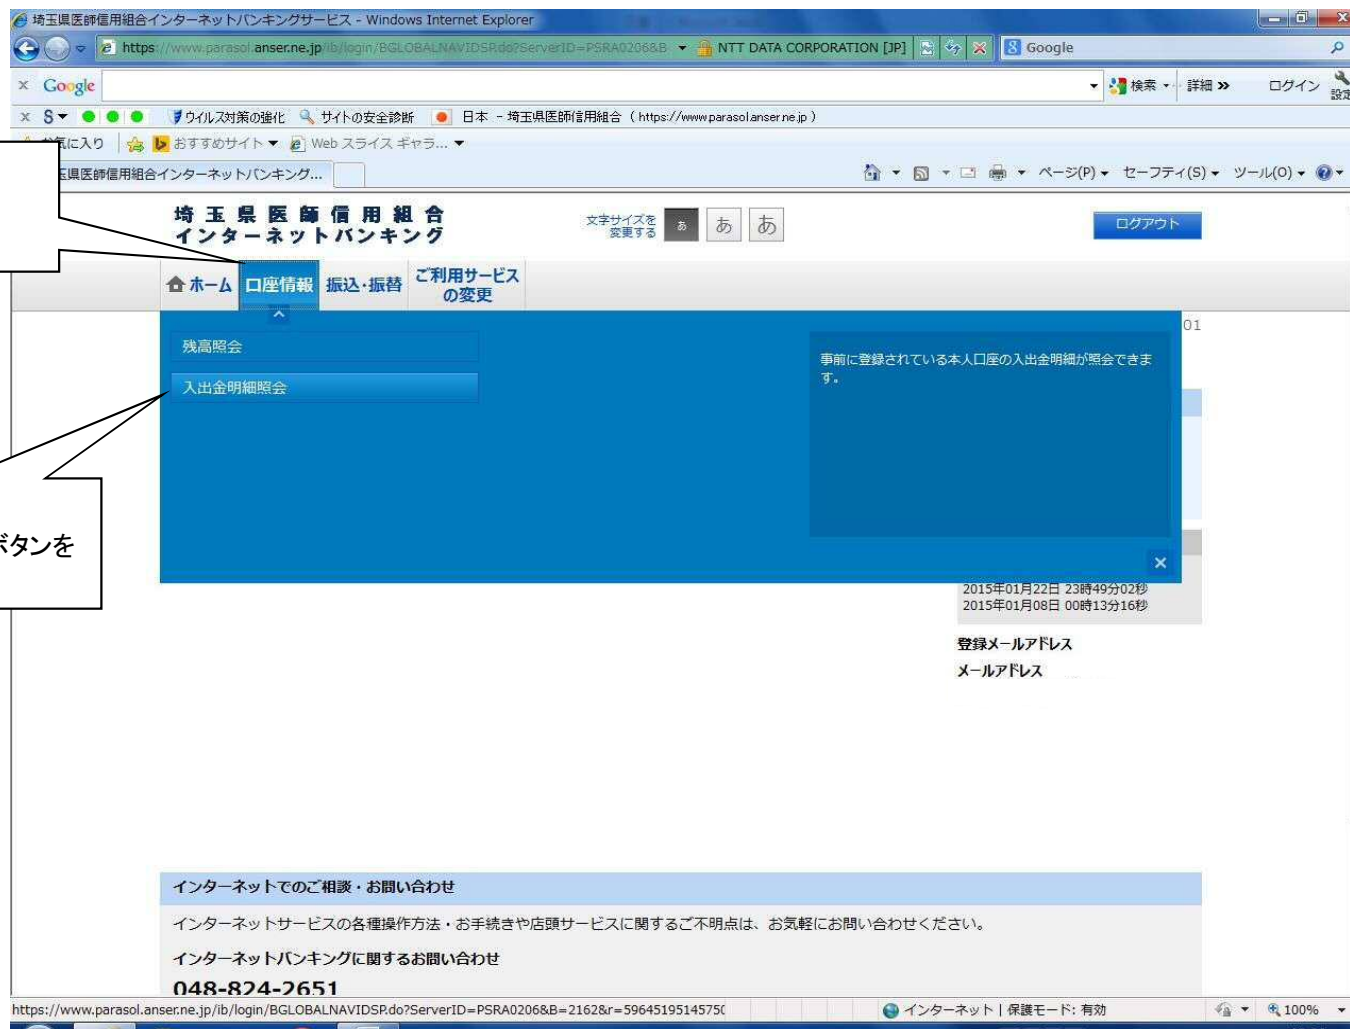 埼玉県医師信用組合インターネットバンキングサービス - Windows Internet Explorer
https://www.parasol.anser.ne.jp/ib/login/BGLOBALNAVIDSP.do?ServerID=PSRA0206&B
NTT DATA CORPORATION [JP]
Google
x Google
検索
詳細 »
ログイン
設定
x S
ウイルス対策の強化
サイトの安全診断
日本 - 埼玉県医師信用組合 ( https://www.parasol.anser.ne.jp )
気に入り
おすすめサイト
Web スライス ギャラ...
玉県医師信用組合インターネットバンキング...
ページ(P)
セーフティ(S)
ツール(O)
埼玉県医師信用組合
インターネットバンキング
文字サイズを
変更する
あ あ あ
ログアウト
ホーム
口座情報
振込・振替
ご利用サービス
の変更
01
残高照会
事前に登録されている本人口座の入出金明細が照会できま
す。
入出金明細照会
ボタンを
2015年01月22日 23時49分02秒
2015年01月08日 00時13分16秒
登録メールアドレス
メールアドレス
インターネットでのご相談・お問い合わせ
インターネットサービスの各種操作方法・お手続きや店頭サービスに関するご不明点は、お気軽にお問い合わせください。
インターネットバンキングに関するお問い合わせ
048-824-2651
https://www.parasol.anser.ne.jp/ib/login/BGLOBALNAVIDSP.do?ServerID=PSRA0206&B=2162&r=5964519514575
インターネット | 保護モード: 有効
100%